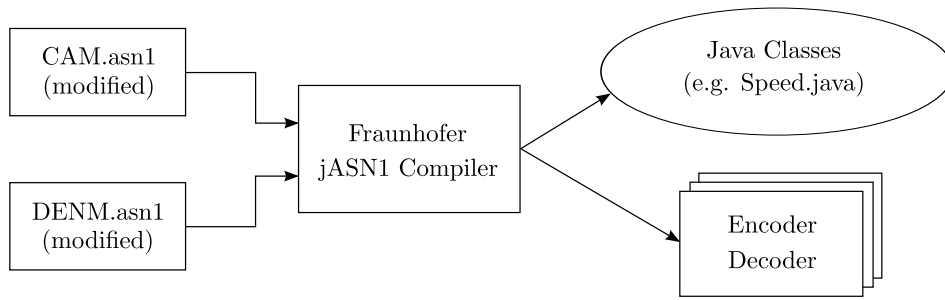 CAM.asn1
(modified)
DENM.asn1
(modified)
Fraunhofer
jASN1 Compiler
Java Classes
(e.g. Speed.java)
Encoder
Decoder